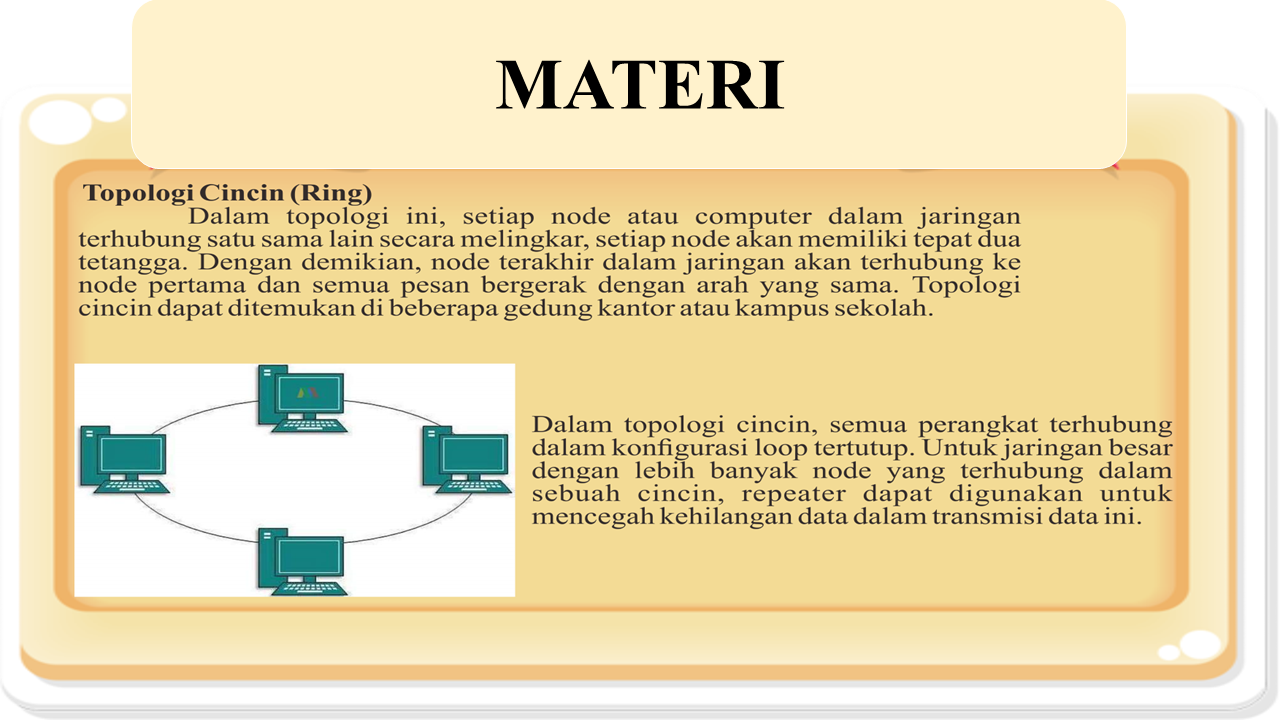 MATERI
Topologi Cincin (Ring)
Dalam topologi ini, setiap node atau computer dalam jaringan
terhubung satu sama lain secara melingkar, setiap node akan memiliki tepat dua
tetangga. Dengan demikian, node terakhir dalam jaringan akan terhubung ke
node pertama dan semua pesan bergerak dengan arah yang sama. Topologi
cincin dapat ditemukan di beberapa gedung kantor atau kampus sekolah.
Dalam topologi cincin, semua perangkat terhubung
dalam konfigurasi loop tertutup. Untuk jaringan besar
dengan lebih banyak node yang terhubung dalam
sebuah cincin, repeater dapat digunakan untuk
mencegah kehilangan data dalam transmisi data ini.